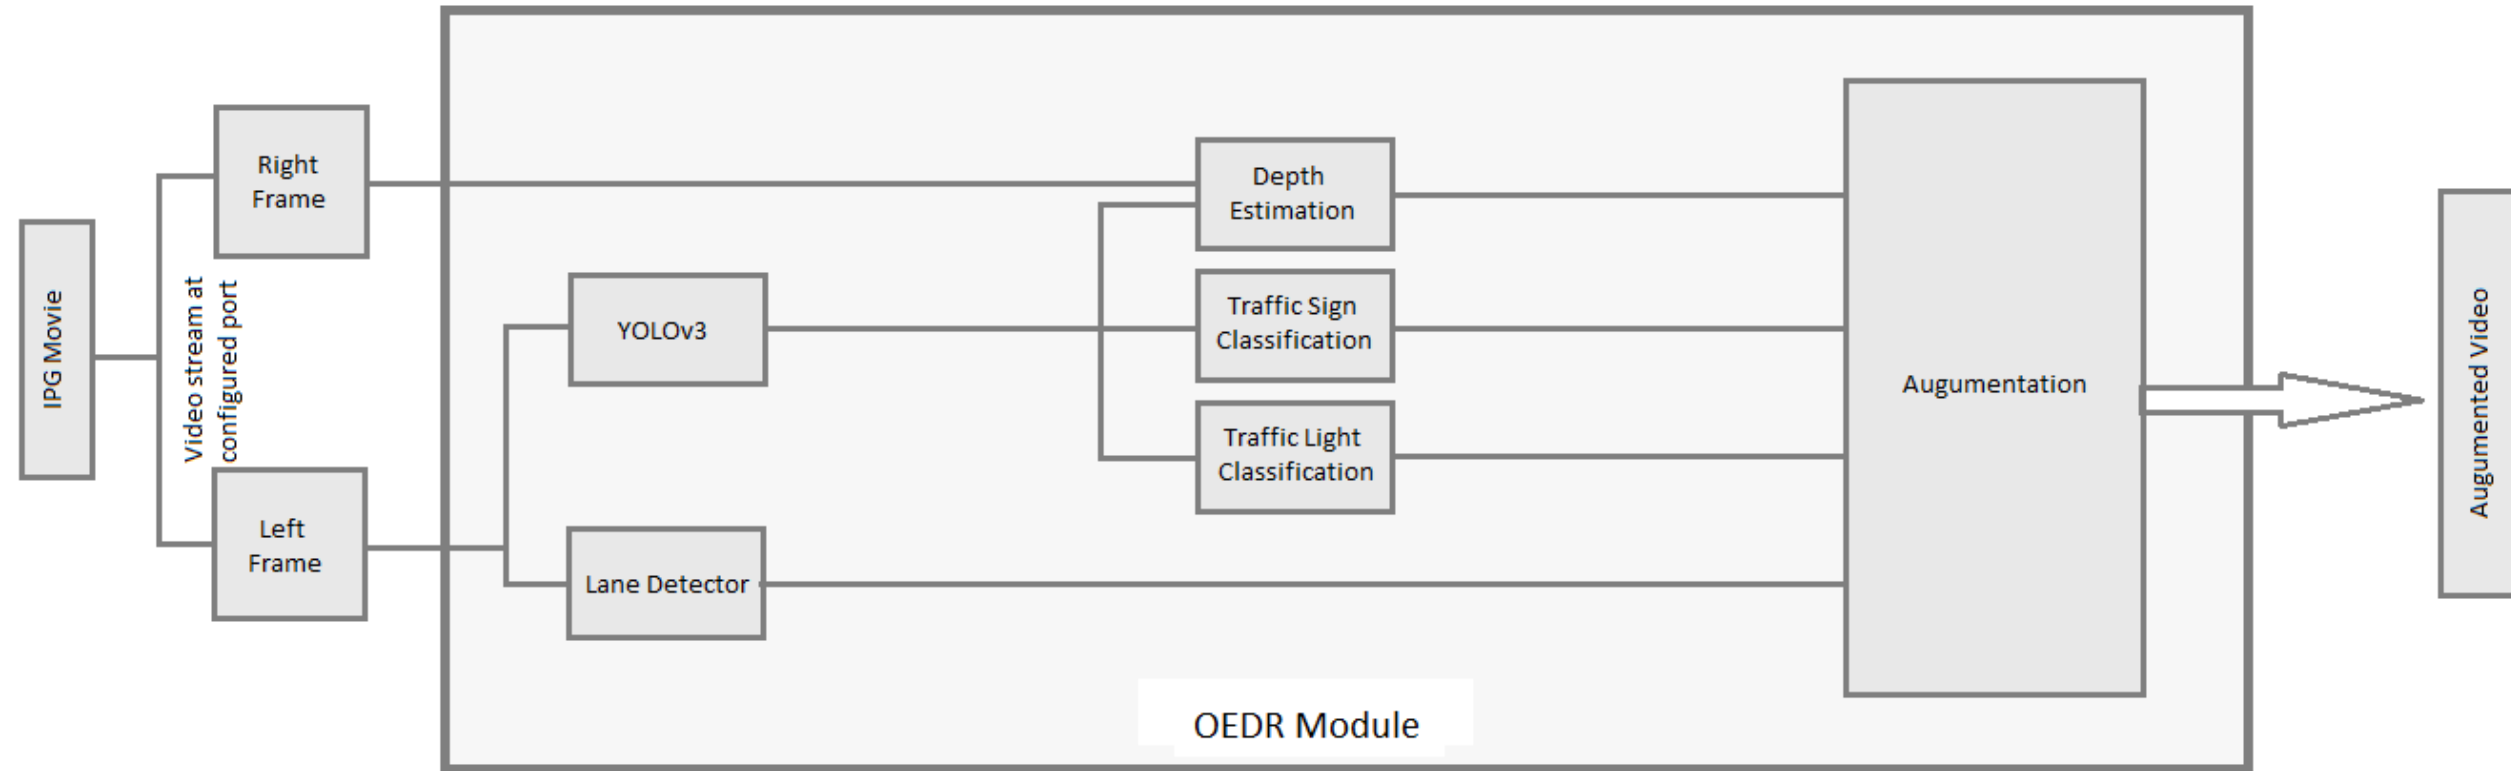 IPG Movie
Right
Frame
Video stream at
configured port
Left
Frame
YOLOv3
Lane Detector
Depth
Estimation
Traffic Sign
Classification
Traffic Light
Classification
Augumentation
OEDR Module
Augumented Video